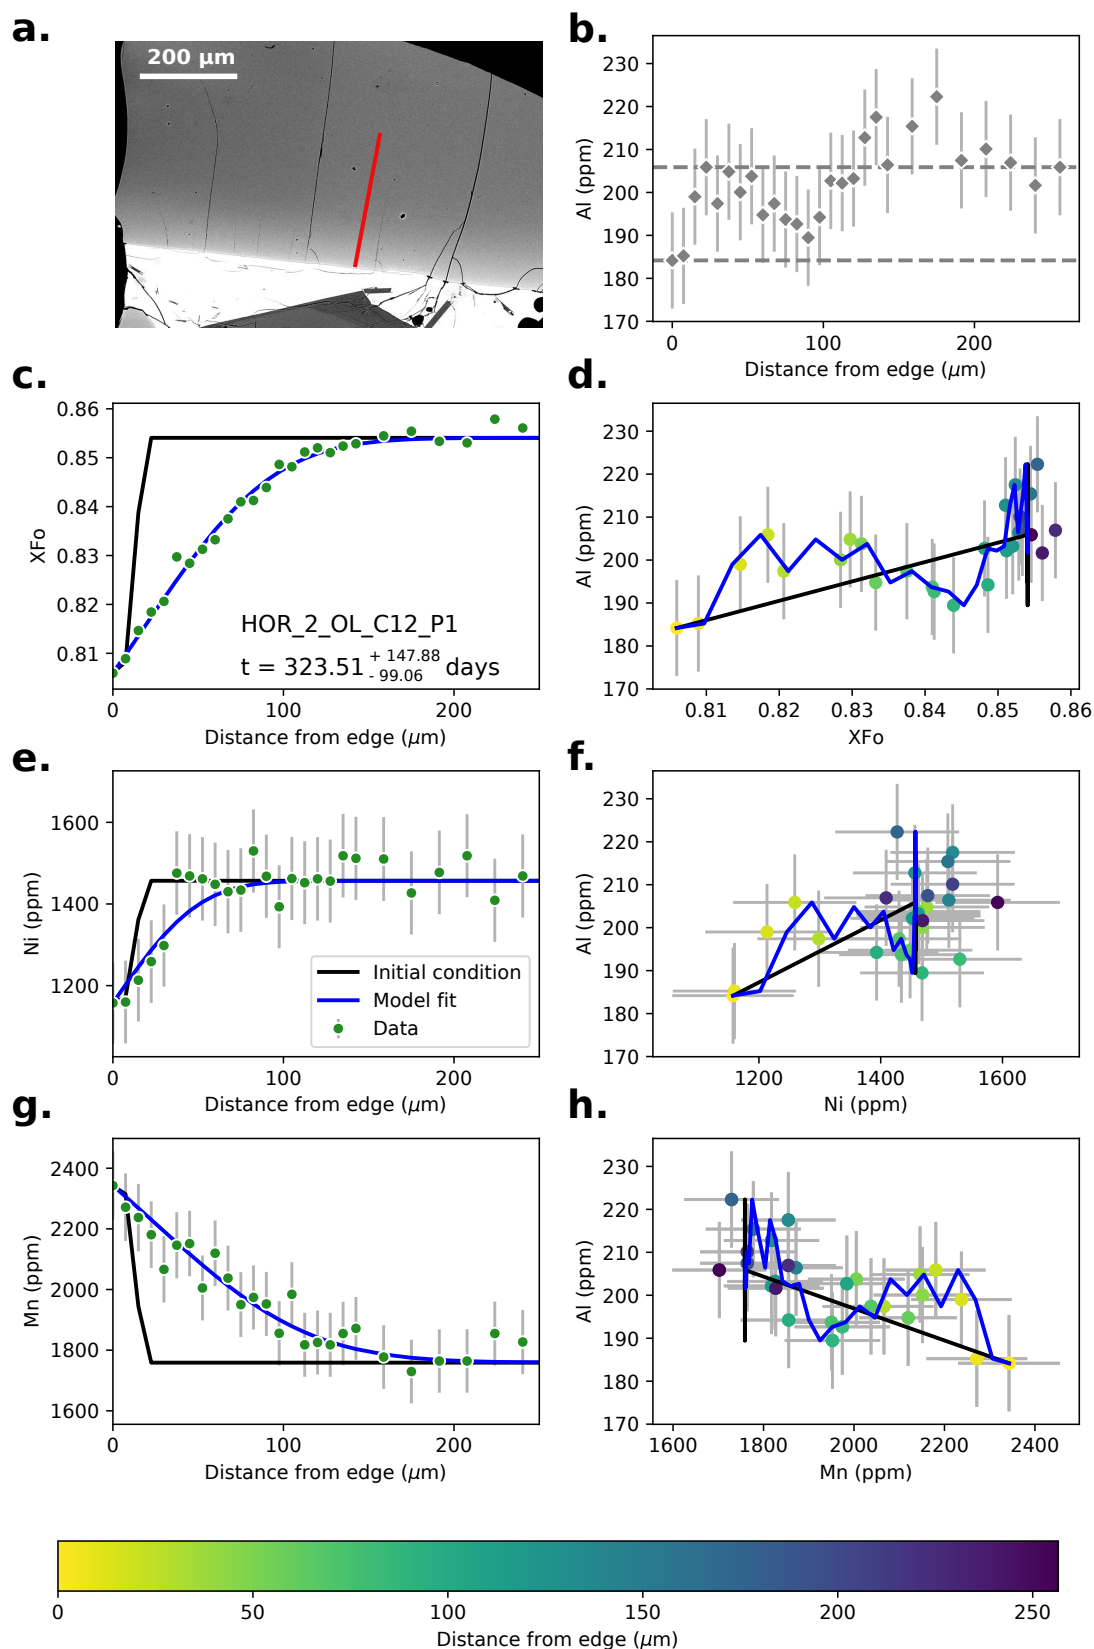 a.
200 μm
b.
230
220
210
200
190
180
170
Al (ppm)
0
100
200
Distance from edge (μm)
c.
0.86
0.85
0.84
0.83
0.82
0.81
XFo
HOR_2_OL_C12_P1
t = 323.51 + 147.88 - 99.06 days
0
100
200
Distance from edge (μm)
d.
230
220
210
200
190
180
170
Al (ppm)
0.81
0.82
0.83
0.84
0.85
0.86
XFo
e.
1600
1400
1200
Ni (ppm)
Initial condition
Model fit
Data
0
100
200
Distance from edge (μm)
f.
230
220
210
200
190
180
170
Al (ppm)
1200
1400
1600
Ni (ppm)
g.
2400
2200
2000
1800
1600
Mn (ppm)
0
100
200
Distance from edge (μm)
h.
230
220
210
200
190
180
170
Al (ppm)
1600
1800
2000
2200
2400
Mn (ppm)
0
50
100
150
200
250
Distance from edge (μm)